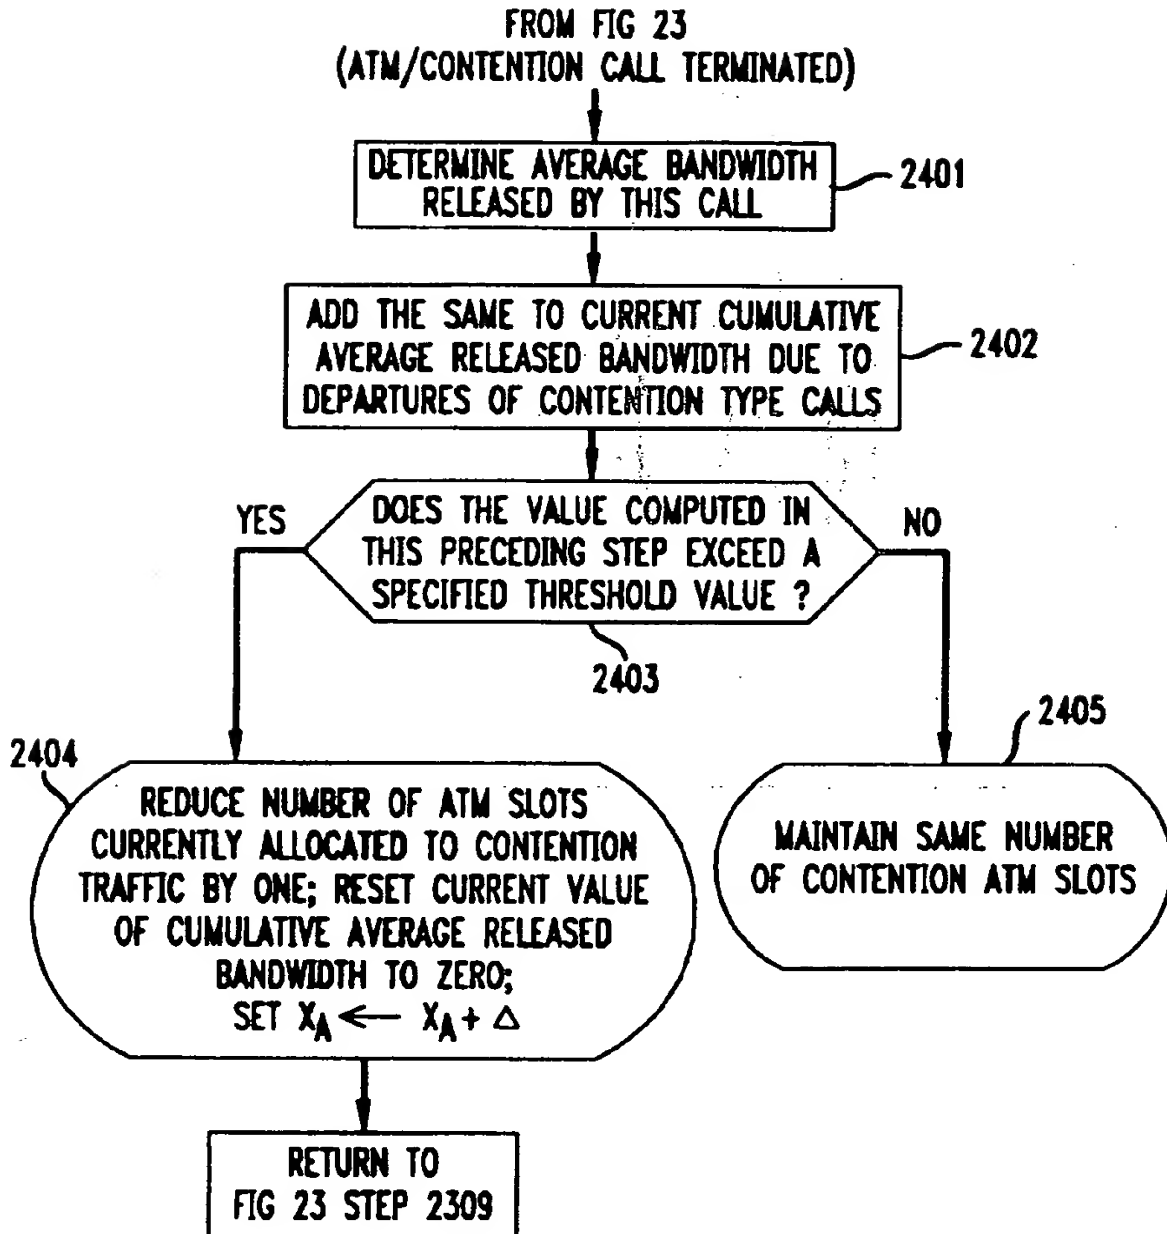 FROM FIG 23
(ATM/CONTENTION CALL TERMINATED)
DETERMINE AVERAGE BANDWIDTH
RELEASED BY THIS CALL
2401
ADD THE SAME TO CURRENT CUMULATIVE
AVERAGE RELEASED BANDWIDTH DUE TO
DEPARTURES OF CONTENTION TYPE CALLS
2402
DOES THE VALUE COMPUTED IN
THIS PRECEDING STEP EXCEED A
SPECIFIED THRESHOLD VALUE ?
YES
NO
2403
2404
REDUCE NUMBER OF ATM SLOTS
CURRENTLY ALLOCATED TO CONTENTION
TRAFFIC BY ONE; RESET CURRENT VALUE
OF CUMULATIVE AVERAGE RELEASED
BANDWIDTH TO ZERO;
SET X_A ← X_A + △
2405
MAINTAIN SAME NUMBER
OF CONTENTION ATM SLOTS
RETURN TO
FIG 23 STEP 2309